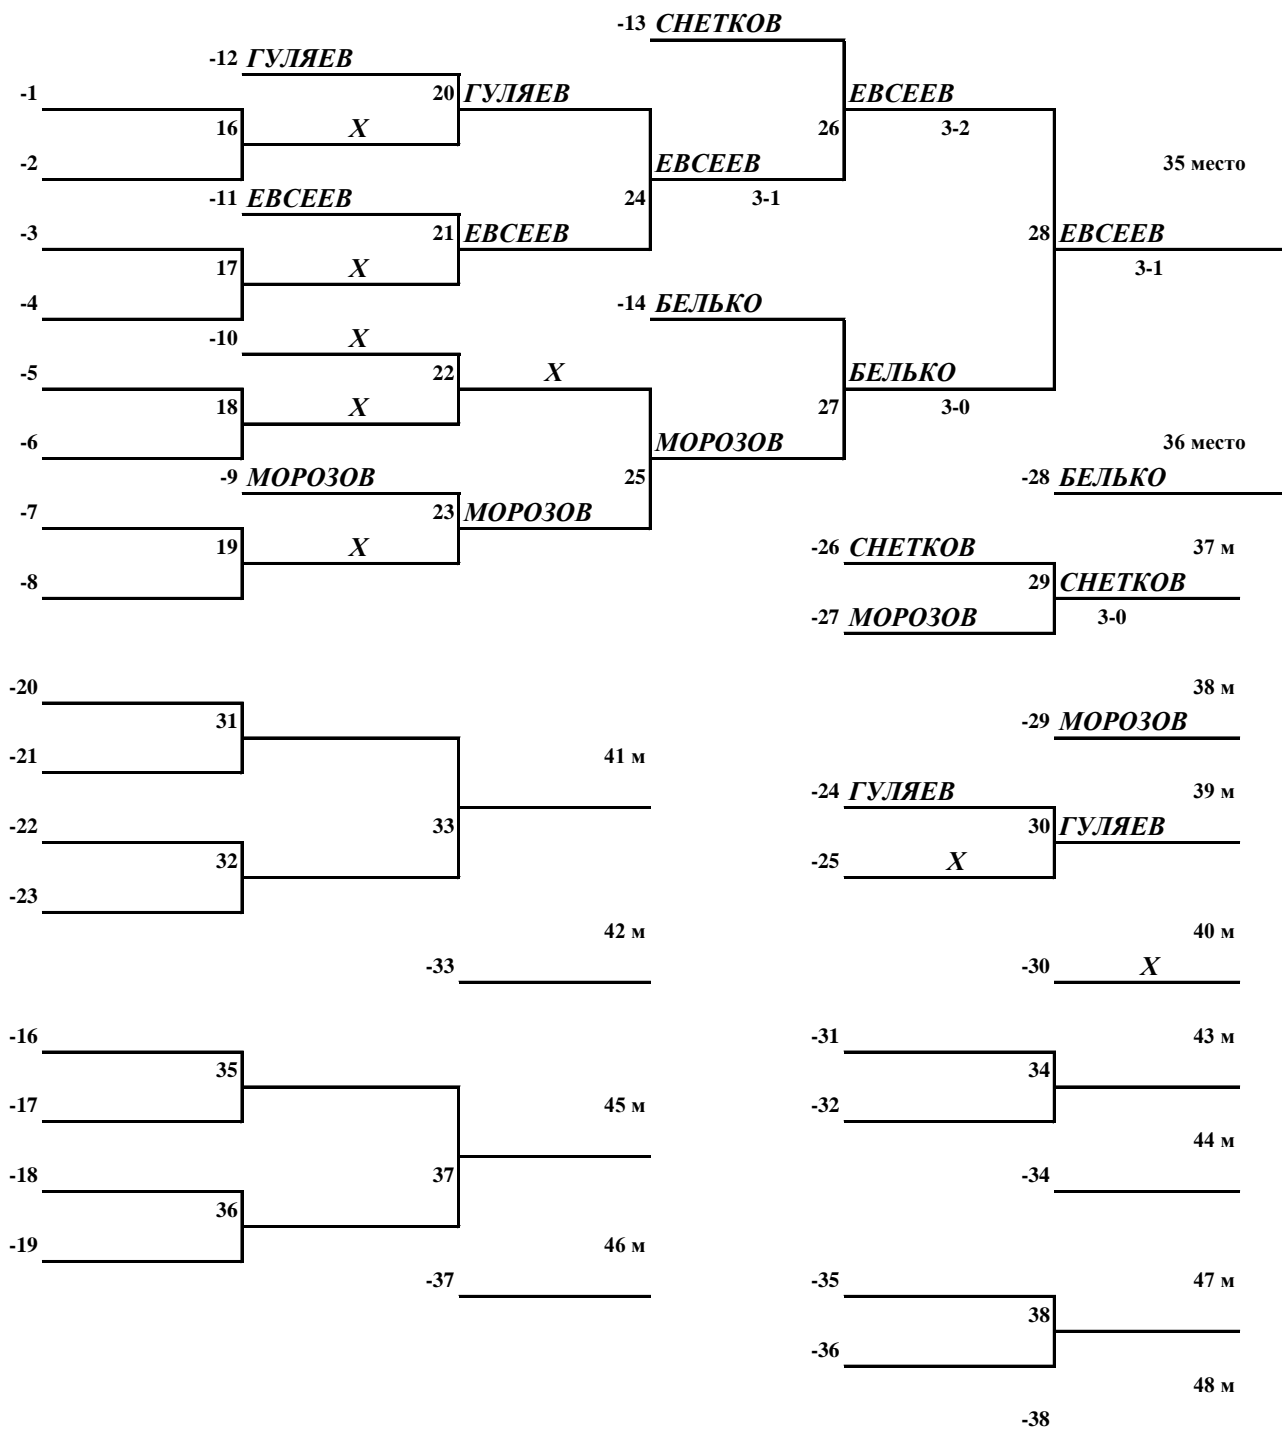 -13 СНЕТКОВ
-12 ГУЛЯЕВ
-1 20 ГУЛЯЕВ ЕВСЕЕВ
16 X 26 3-2
-2 ЕВСЕЕВ 35 место
-11 ЕВСЕЕВ 24 3-1
-3 21 ЕВСЕЕВ 28 ЕВСЕЕВ
17 X 3-1
-4 -14 БЕЛЬКО
-10 X
-5 22 X БЕЛЬКО
18 X 27 3-0
-6 МОРОЗОВ 36 место
-9 МОРОЗОВ 25 -28 БЕЛЬКО
-7 23 МОРОЗОВ
19 X -26 СНЕТКОВ 37 м
-8 29 СНЕТКОВ
-27 МОРОЗОВ 3-0
-20 38 м
31 -29 МОРОЗОВ
-21 41 м
-24 ГУЛЯЕВ 39 м
-22 33 30 ГУЛЯЕВ
32 -25 X
-23
42 м 40 м
-33 -30 X
-16 -31 43 м
35 34
-17 45 м -32
44 м
-18 37 -34
36
-19 46 м
-37 -35 47 м
38
-36
48 м
-38